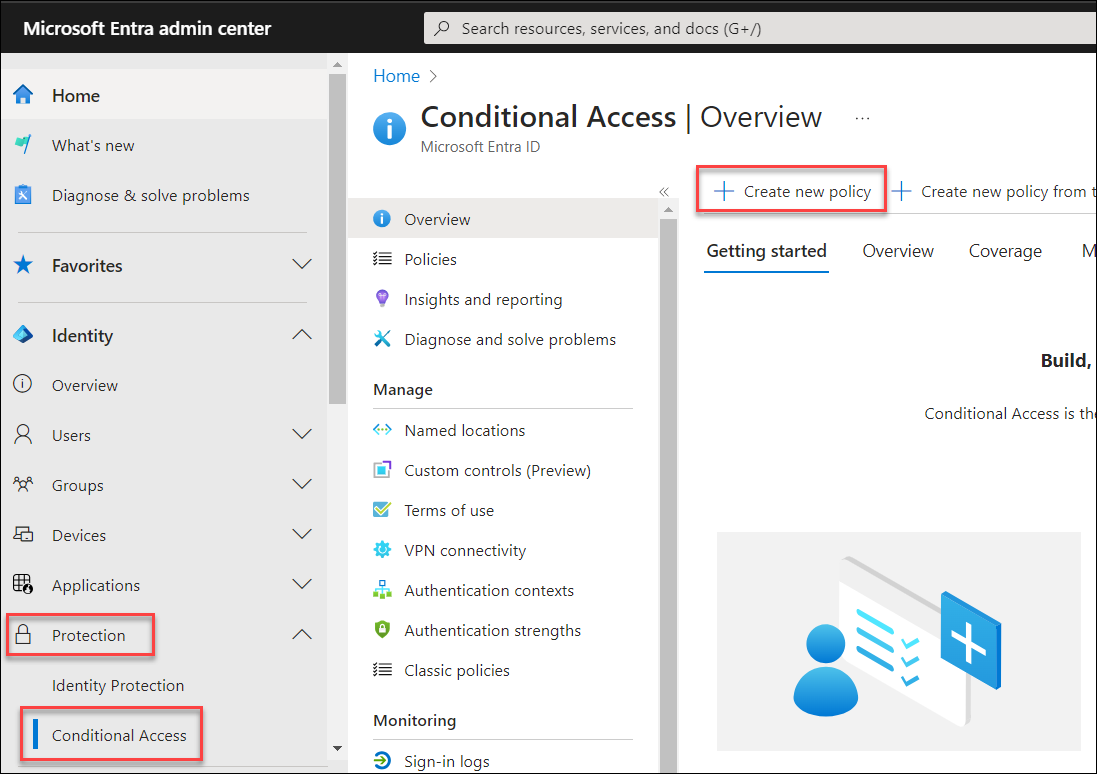 Microsoft Entra admin center
Search resources, services, and docs (G+/)
Home
What's new
Diagnose & solve problems
Favorites
Identity
Overview
Users
Groups
Devices
Applications
Protection
Identity Protection
Conditional Access
Home
Conditional Access | Overview
Microsoft Entra ID
Overview
Policies
Insights and reporting
Diagnose and solve problems
Manage
Named locations
Custom controls (Preview)
Terms of use
VPN connectivity
Authentication contexts
Authentication strengths
Classic policies
Monitoring
Sign-in logs
Create new policy Create new policy from
Getting started Overview Coverage M
Build,
Conditional Access is the